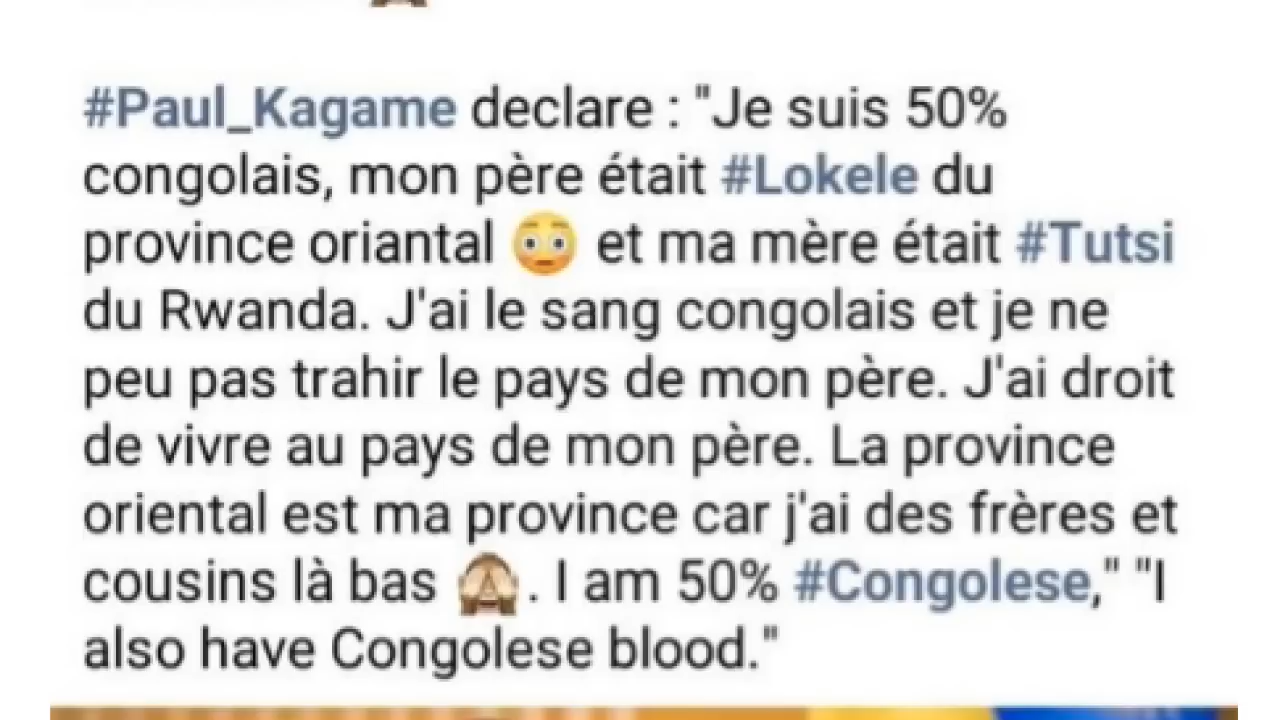 #Paul_Kagame declare : "Je suis 50%
congolais, mon père était #Lokele du
province oriantal 😳 et ma mère était #Tutsi
du Rwanda. J'ai le sang congolais et je ne
peu pas trahir le pays de mon père. J'ai droit
de vivre au pays de mon père. La province
oriental est ma province car j'ai des frères et
cousins là bas 🙈. I am 50% #Congolese," "I
also have Congolese blood."